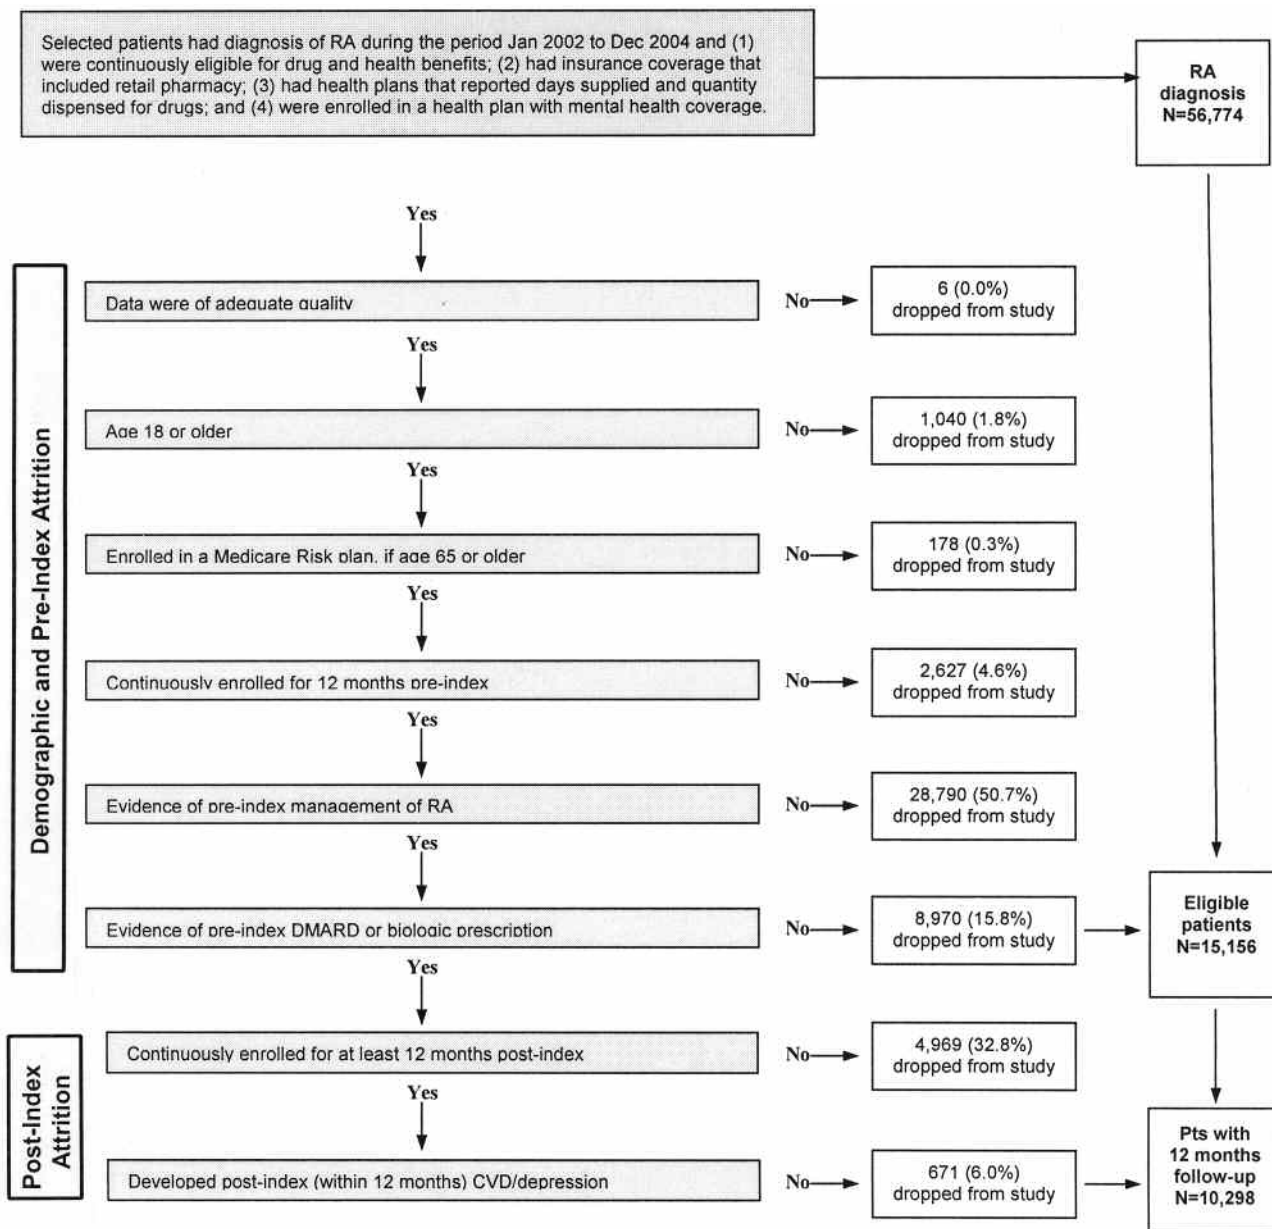 Selected patients had diagnosis of RA during the period Jan 2002 to Dec 2004 and (1)
were continuously eligible for drug and health benefits; (2) had insurance coverage that
included retail pharmacy; (3) had health plans that reported days supplied and quantity
dispensed for drugs; and (4) were enrolled in a health plan with mental health coverage.
RA
diagnosis
N=56,774
Yes
Demographic and Pre-Index Attrition
Data were of adequate quality
No
6 (0.0%)
dropped from study
Yes
Age 18 or older
No
1,040 (1.8%)
dropped from study
Yes
Enrolled in a Medicare Risk plan, if age 65 or older
No
178 (0.3%)
dropped from study
Yes
Continuously enrolled for 12 months pre-index
No
2,627 (4.6%)
dropped from study
Yes
Evidence of pre-index management of RA
No
28,790 (50.7%)
dropped from study
Yes
Evidence of pre-index DMARD or biologic prescription
No
8,970 (15.8%)
dropped from study
Eligible
patients
N=15,156
Yes
Post-Index
Attrition
Continuously enrolled for at least 12 months post-index
No
4,969 (32.8%)
dropped from study
Yes
Developed post-index (within 12 months) CVD/depression
No
671 (6.0%)
dropped from study
Pts with
12 months
follow-up
N=10,298